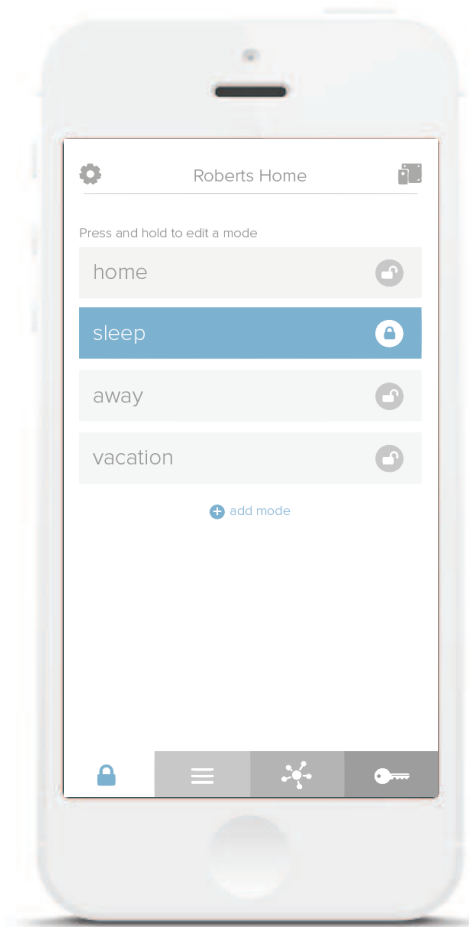 Roberts Home
Press and hold to edit a mode
home
sleep
away
vacation
add mode